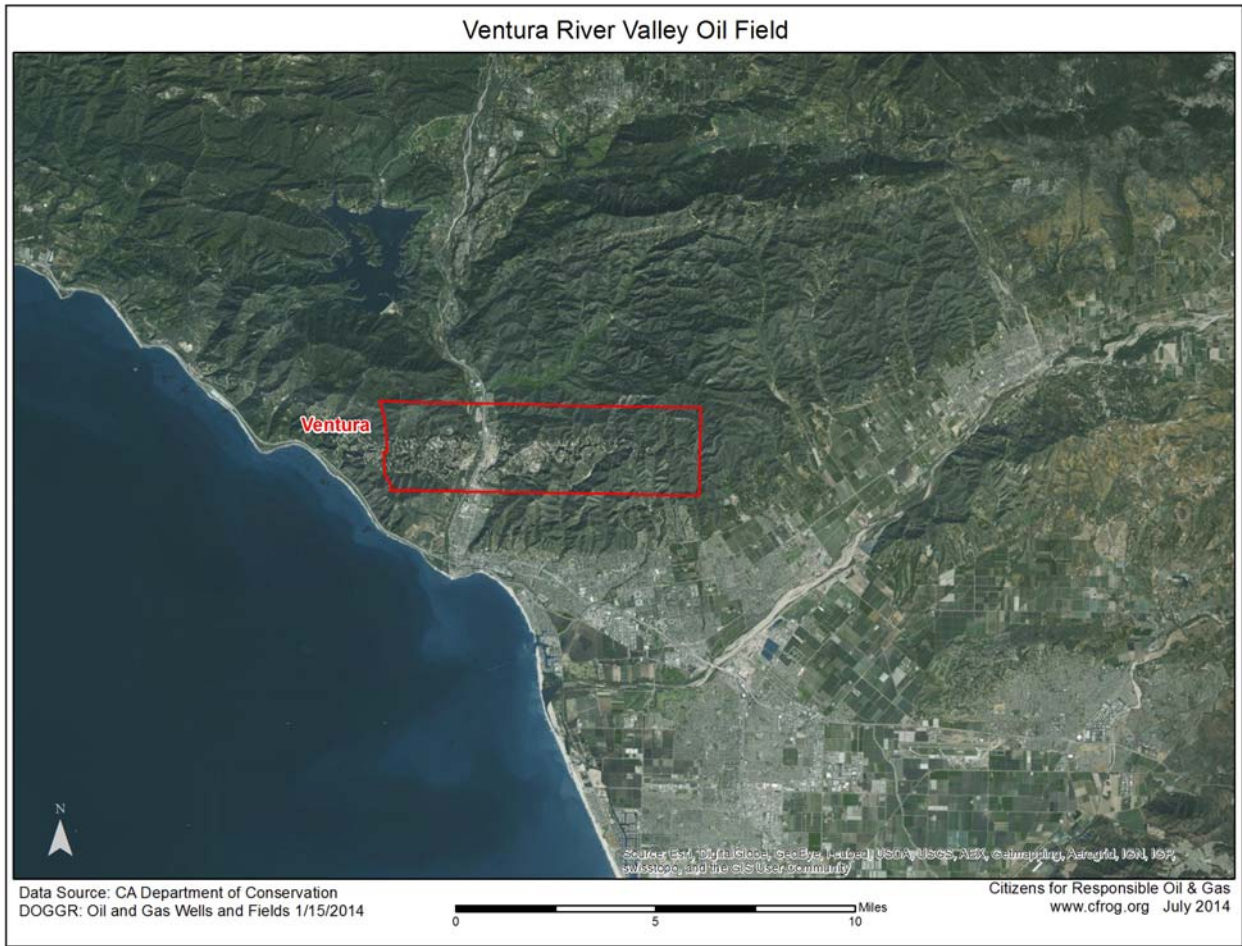 Ventura River Valley Oil Field
Ventura
N
Source: Esri, DigitalGlobe, GeoEye, i-cubed, USDA, USGS, AEX, Getmapping, Aerogrid, IGN, IGP,
swisstopo, and the GIS User Community
Data Source: CA Department of Conservation
DOGGR: Oil and Gas Wells and Fields 1/15/2014
Miles
0 5 10
Citizens for Responsible Oil & Gas
www.cfrog.org July 2014